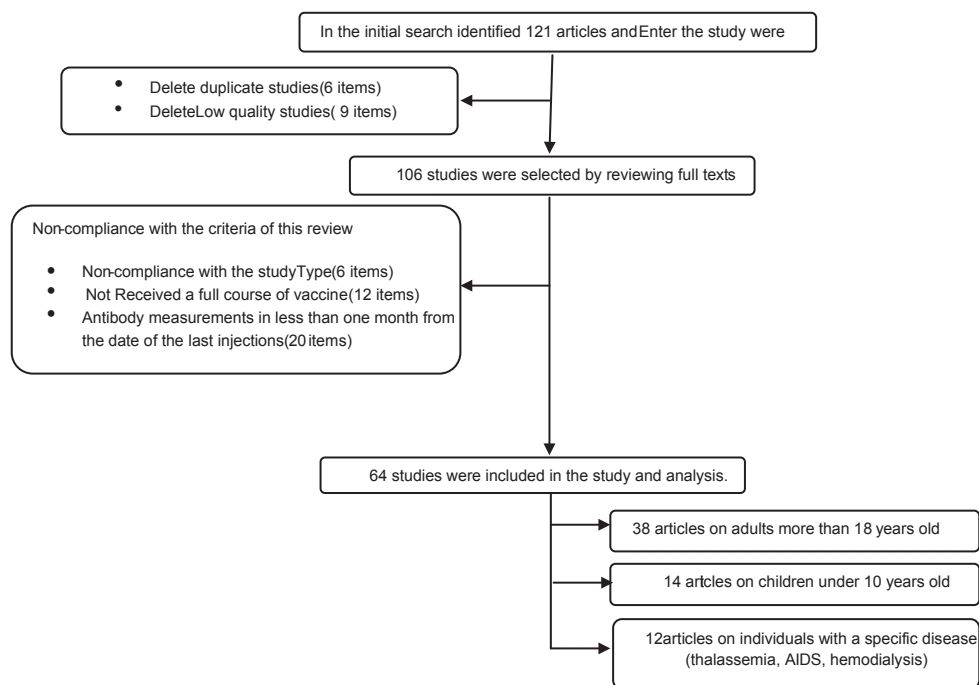 In the initial search identified 121 articles andEnter the study were
• Delete duplicate studies(6 items)
• DeleteLow quality studies( 9 items)
106 studies were selected by reviewing full texts
Non-compliance with the criteria of this review
• Non-compliance with the studyType(6 items)
• Not Received a full course of vaccine(12 items)
• Antibody measurements in less than one month from
the date of the last injections(20 items)
64 studies were included in the study and analysis.
38 articles on adults more than 18 years old
14 artcles on children under 10 years old
12articles on individuals with a specific disease
(thalassemia, AIDS, hemodialysis)